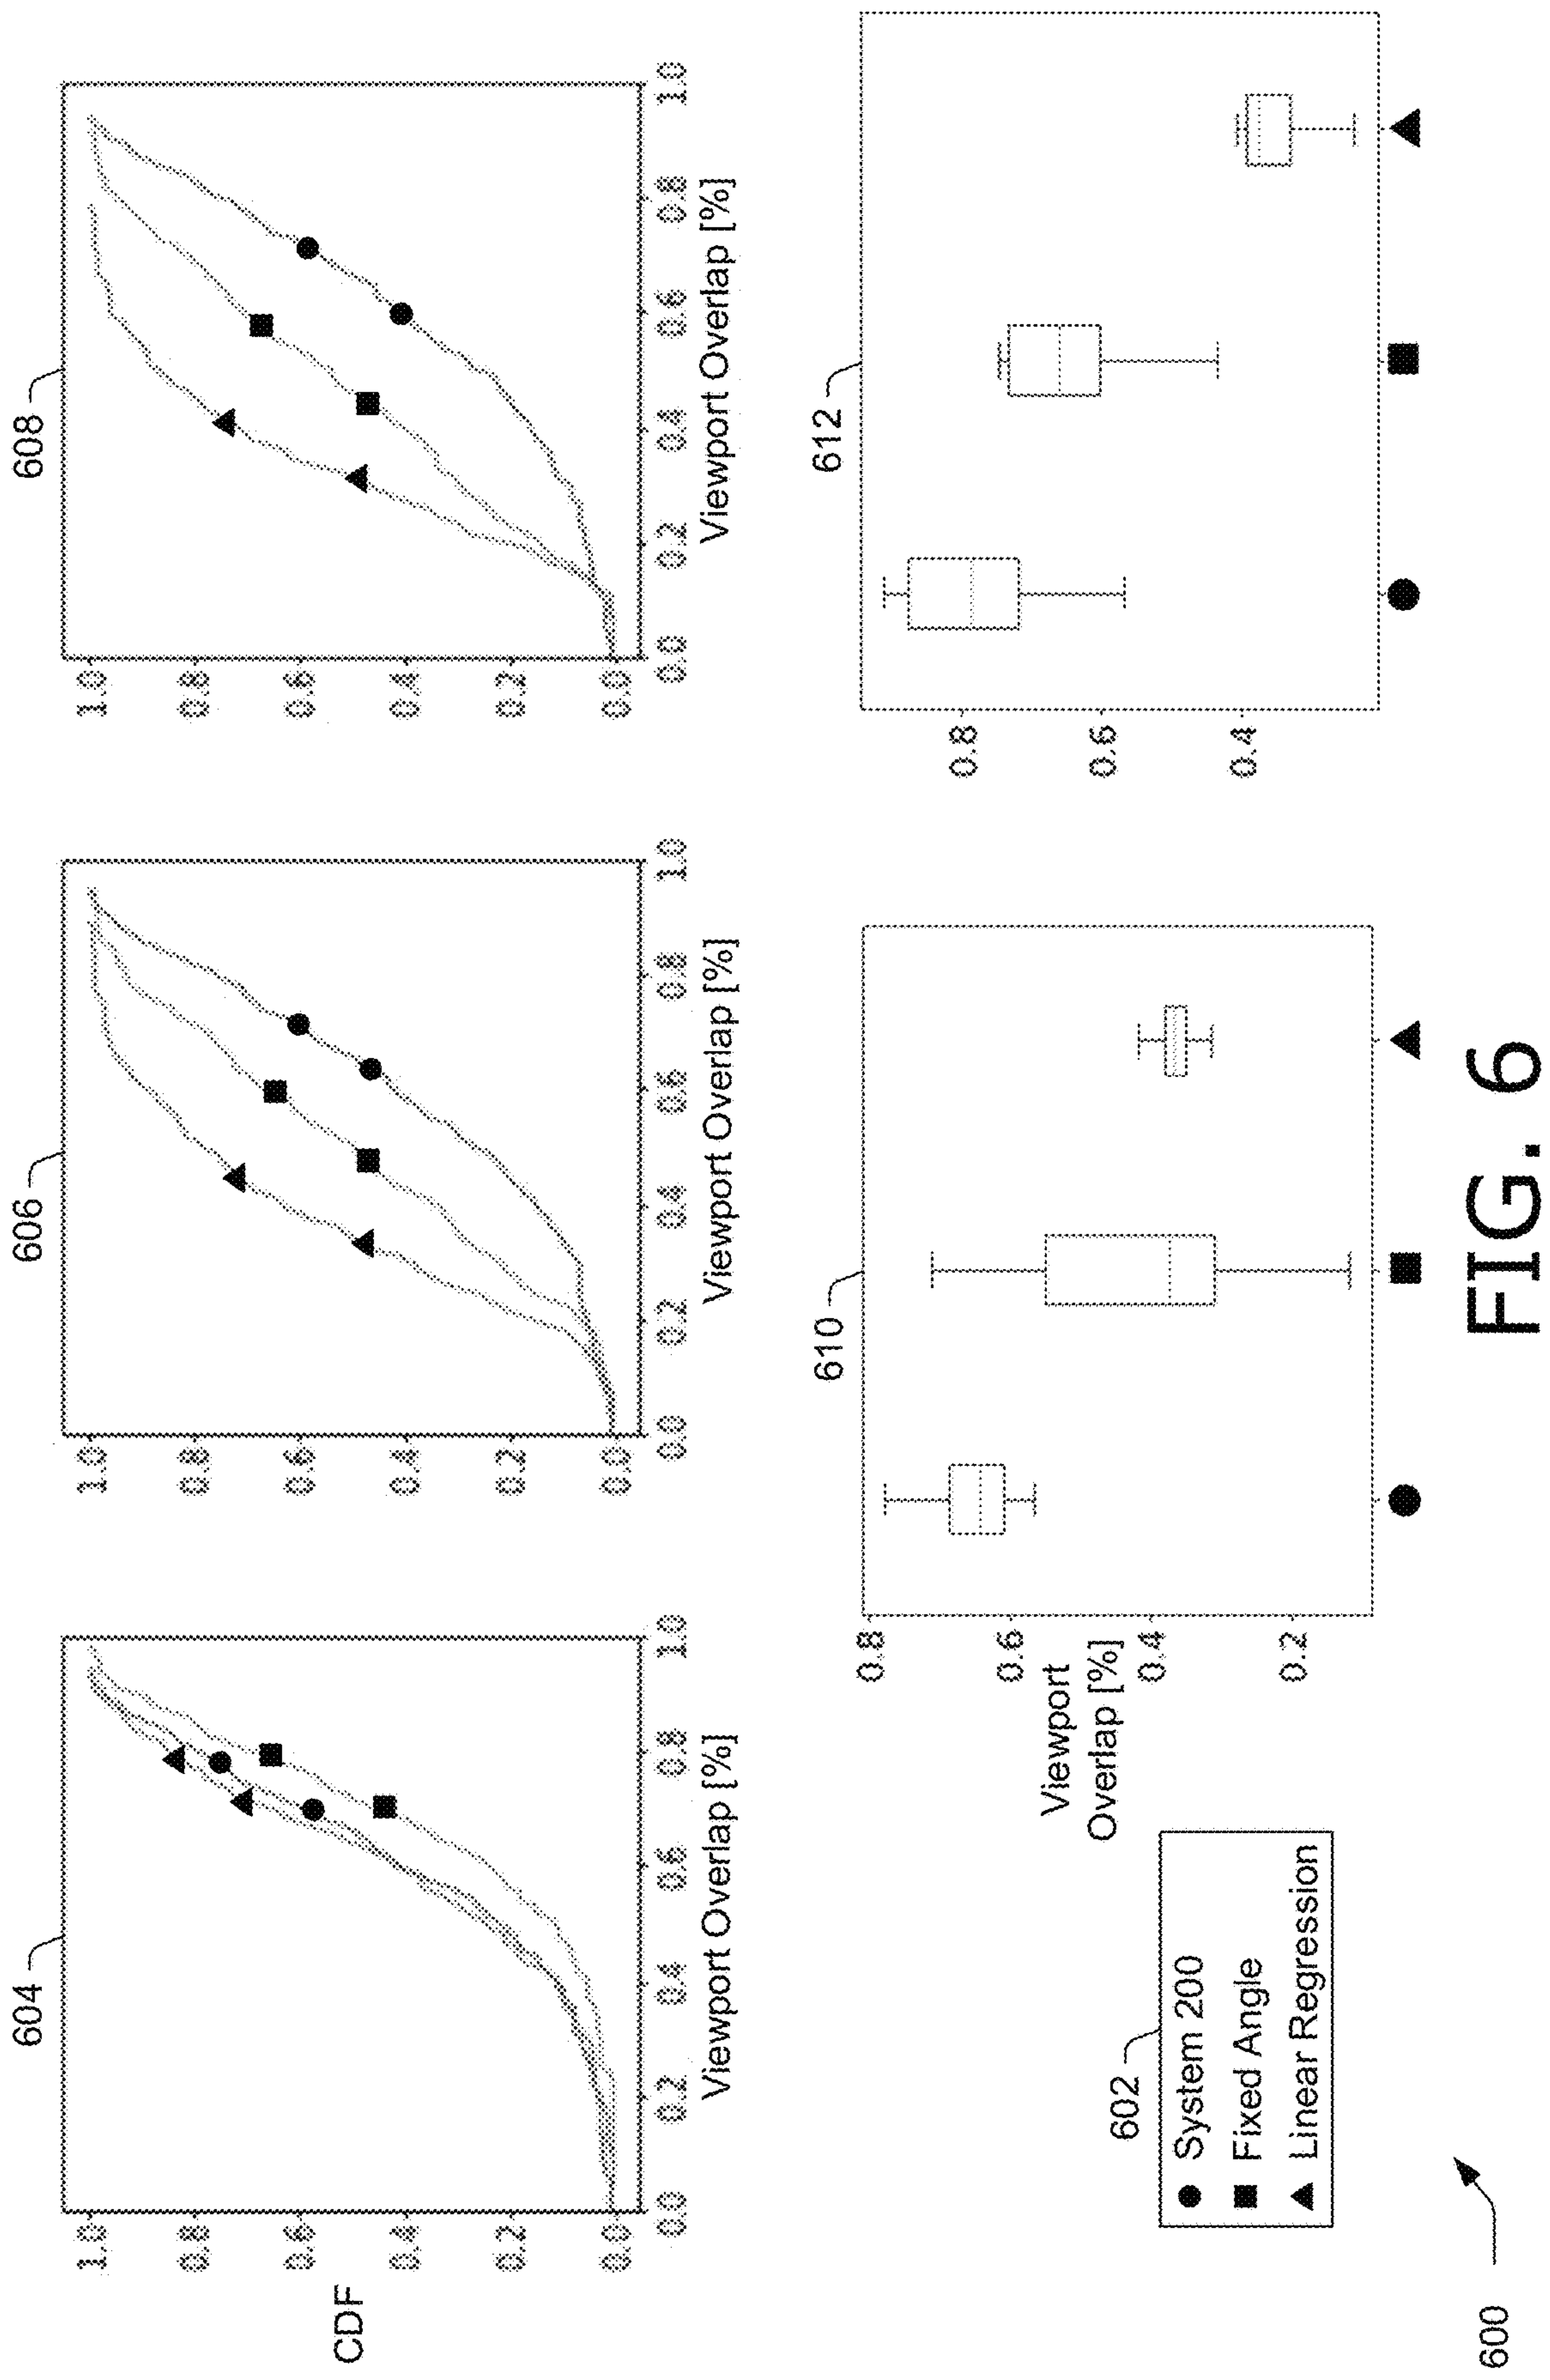 604
CDF
1.0
0.8
0.6
0.4
0.2
0.0
0.0 0.2 0.4 0.6 0.8 1.0
Viewport Overlap [%]
606
1.0
0.8
0.6
0.4
0.2
0.0
0.0 0.2 0.4 0.6 0.8 1.0
Viewport Overlap [%]
608
1.0
0.8
0.6
0.4
0.2
0.0
0.0 0.2 0.4 0.6 0.8 1.0
Viewport Overlap [%]
602
System 200
Fixed Angle
Linear Regression
610
Viewport
Overlap [%]
0.8
0.6
0.4
0.2
612
0.8
0.6
0.4
600
FIG. 6